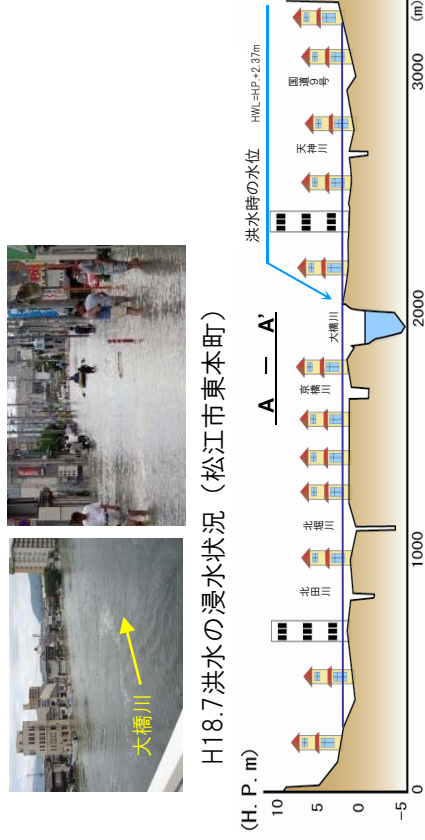 大橋川
H18.7洪水の浸水状況（松江市東本町）
A － A'
洪水時の水位
HWL=H.P.+2.37m
(H. P. m)
10
5
0
-5
北田川
北堀川
京橋川
大橋川
天神川
国道9号
0
1000
2000
3000
(m)